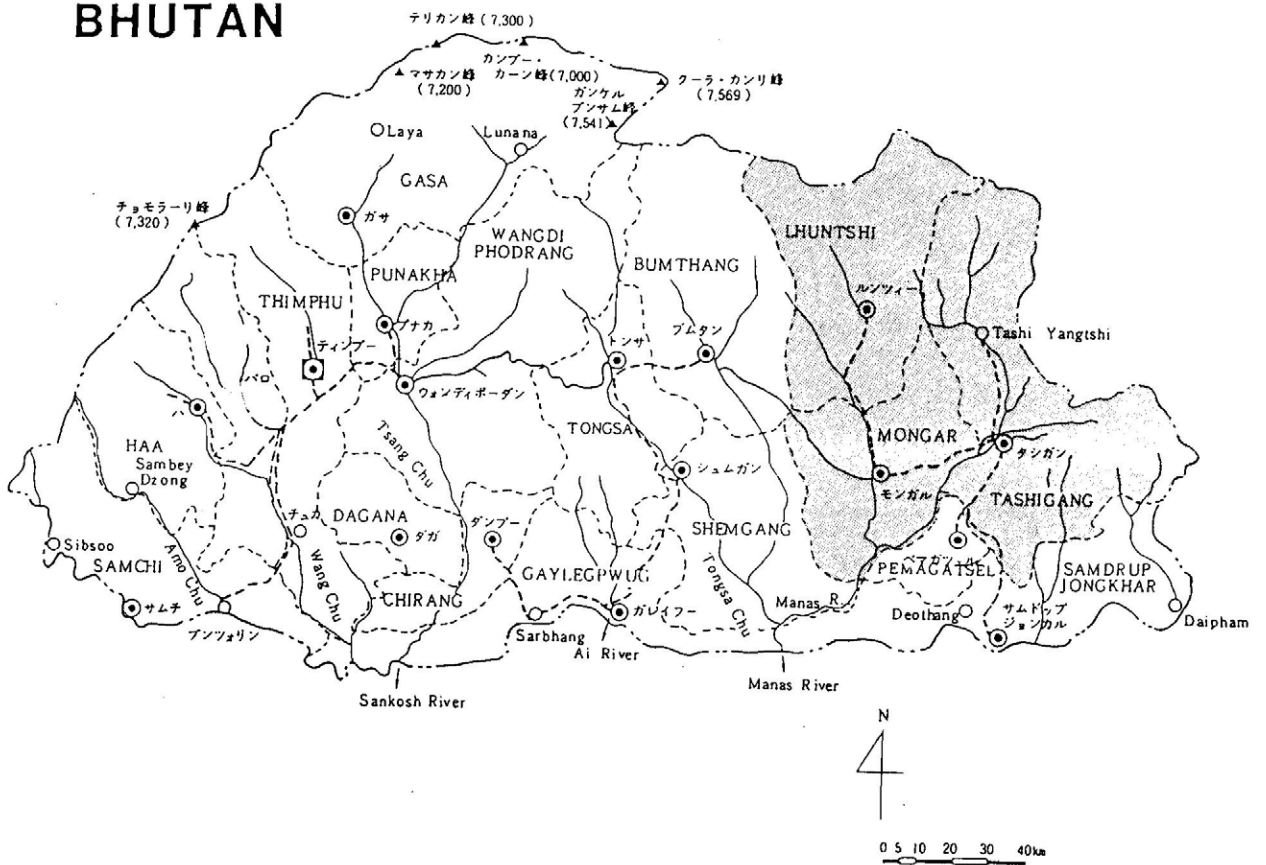 BHUTAN
テリカン峰 (7,300)
カンプー・
カーン峰(7,000)
マサカン峰
(7,200)
ガンケル
プンサム峰
(7,541)
クーラ・カンリ峰
(7,569)
Laya
Lunana
GASA
ガサ
チョモラーリ峰
(7,320)
WANGDI
PHODRANG
LHUNTSHI
BUMTHANG
PUNAKHA
THIMPHU
ルンツィー
プナカ
ティンプー
Tashi Yangtshi
トンサ
ブムタン
パロ
ウォンディポーダン
ハ
HAA
Sambey
Dzong
Tsang Chu
TONGSA
MONGAR
タシガン
シュムガン
モンガル
TASHIGANG
DAGANA
チュカ
ダガ
ダンプー
SHEMGANG
Sibsoo
SAMCHI
Amo Chu
Wang Chu
GAYLEGPWUG
PEMAGATSEL
SAMDRUP
JONGKHAR
CHIRANG
Tongsa Chu
Manas R.
サムチ
プンツォリン
Sarbhang
ガレイフー
Ai River
Deothang
サムドップ
ジョンカル
Daipham
Sankosh River
Manas River
N
0 5 10 20 30 40km